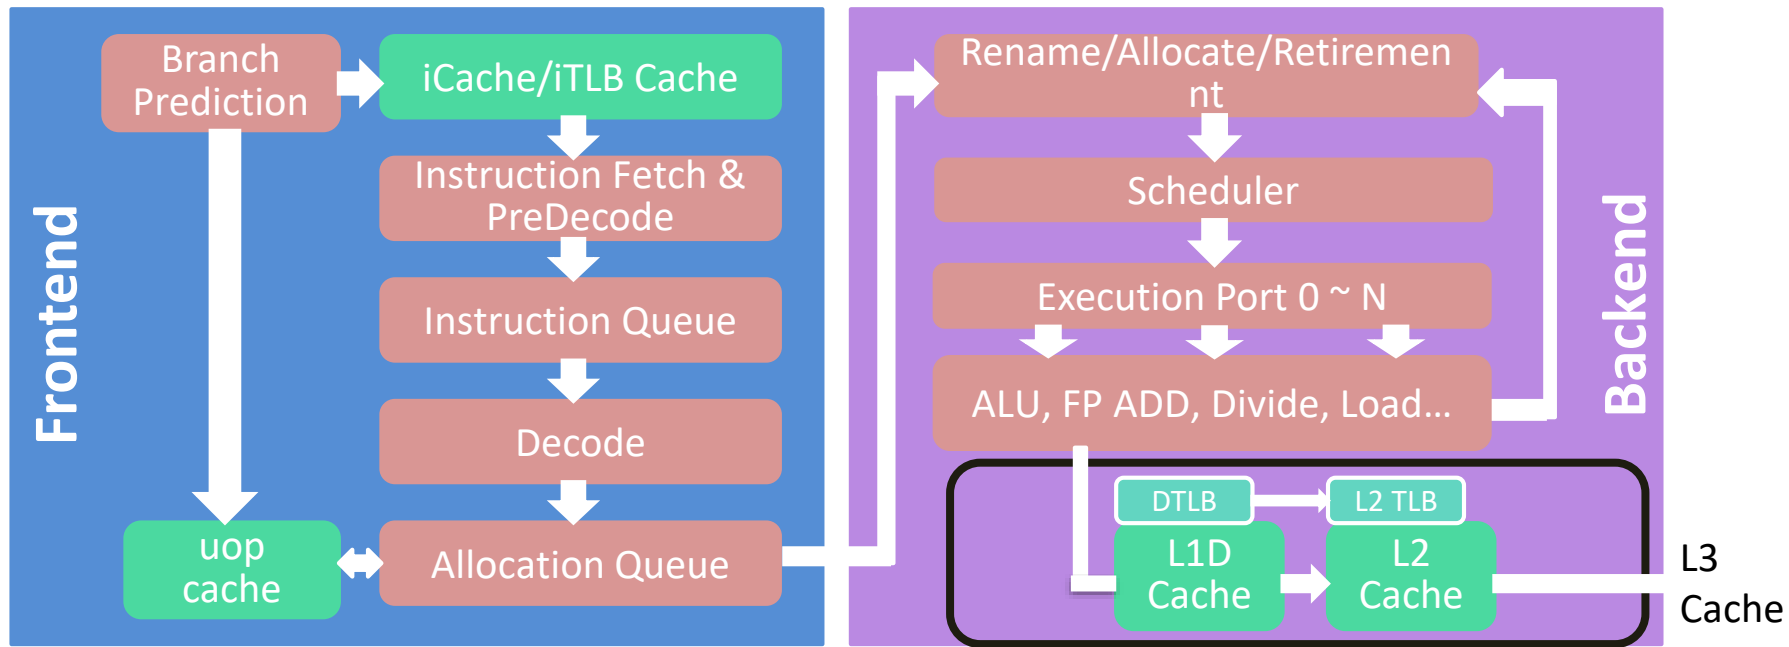 Frontend
Branch
Prediction
iCache/iTLB Cache
Instruction Fetch &
PreDecode
Instruction Queue
Decode
uop
cache
Allocation Queue
Rename/Allocate/Retireme
nt
Scheduler
Execution Port 0 ~ N
ALU, FP ADD, Divide, Load...
DTLB
L2 TLB
L1D
Cache
L2
Cache
Backend
L3
Cache